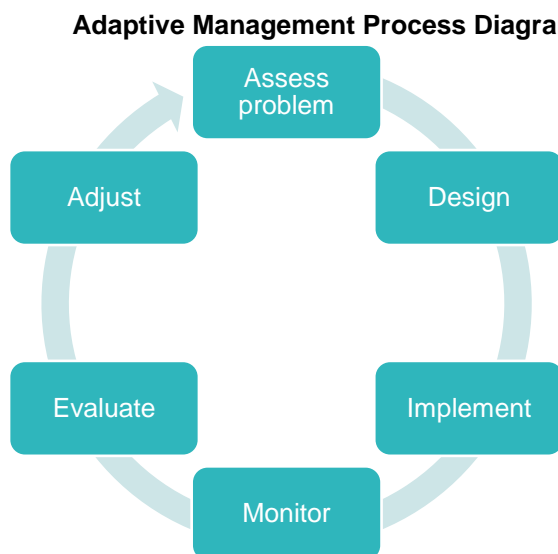 Adaptive Management Process Diagra
Assess
problem
Design
Implement
Monitor
Evaluate
Adjust